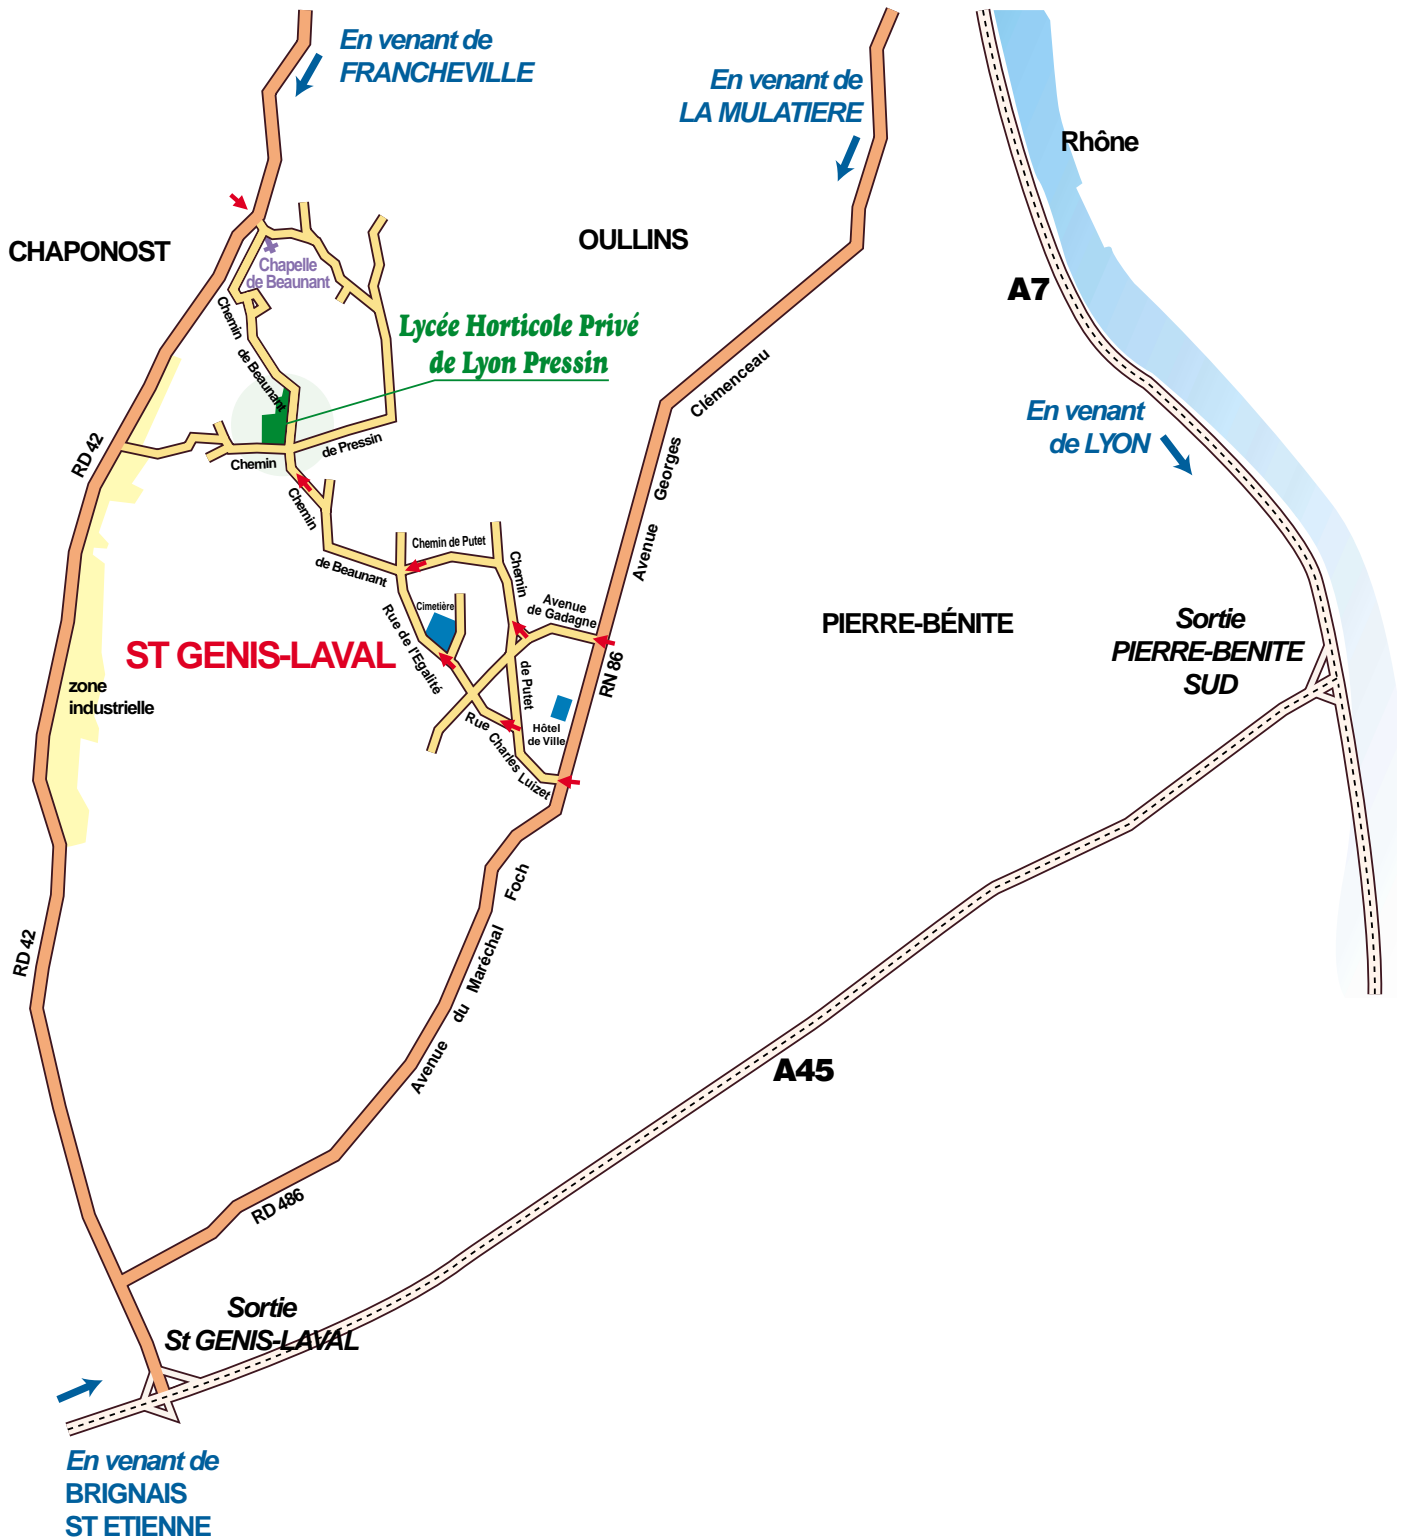 En venant de
FRANCHEVILLE
En venant de
LA MULATIERE
Rhône
CHAPONOST
OULLINS
Chapelle
de Beaunant
A7
Chemin
de Beaunant
Lycée Horticole Privé
de Lyon Pressin
Avenue Georges Clémenceau
En venant
de LYON
RD 42
Chemin
de Pressin
Chemin
de Beaunant
Chemin de Putet
Chemin
de Putet
Cimetière
Avenue
de Gadagne
Rue de l'Egalité
ST GENIS-LAVAL
PIERRE-BÉNITE
Sortie
PIERRE-BENITE
SUD
RN 86
zone
industrielle
Hôtel
de Ville
Rue Charles Luizet
Avenue du Maréchal Foch
RD 42
A45
RD 486
Sortie
St GENIS-LAVAL
En venant de
BRIGNAIS
ST ETIENNE